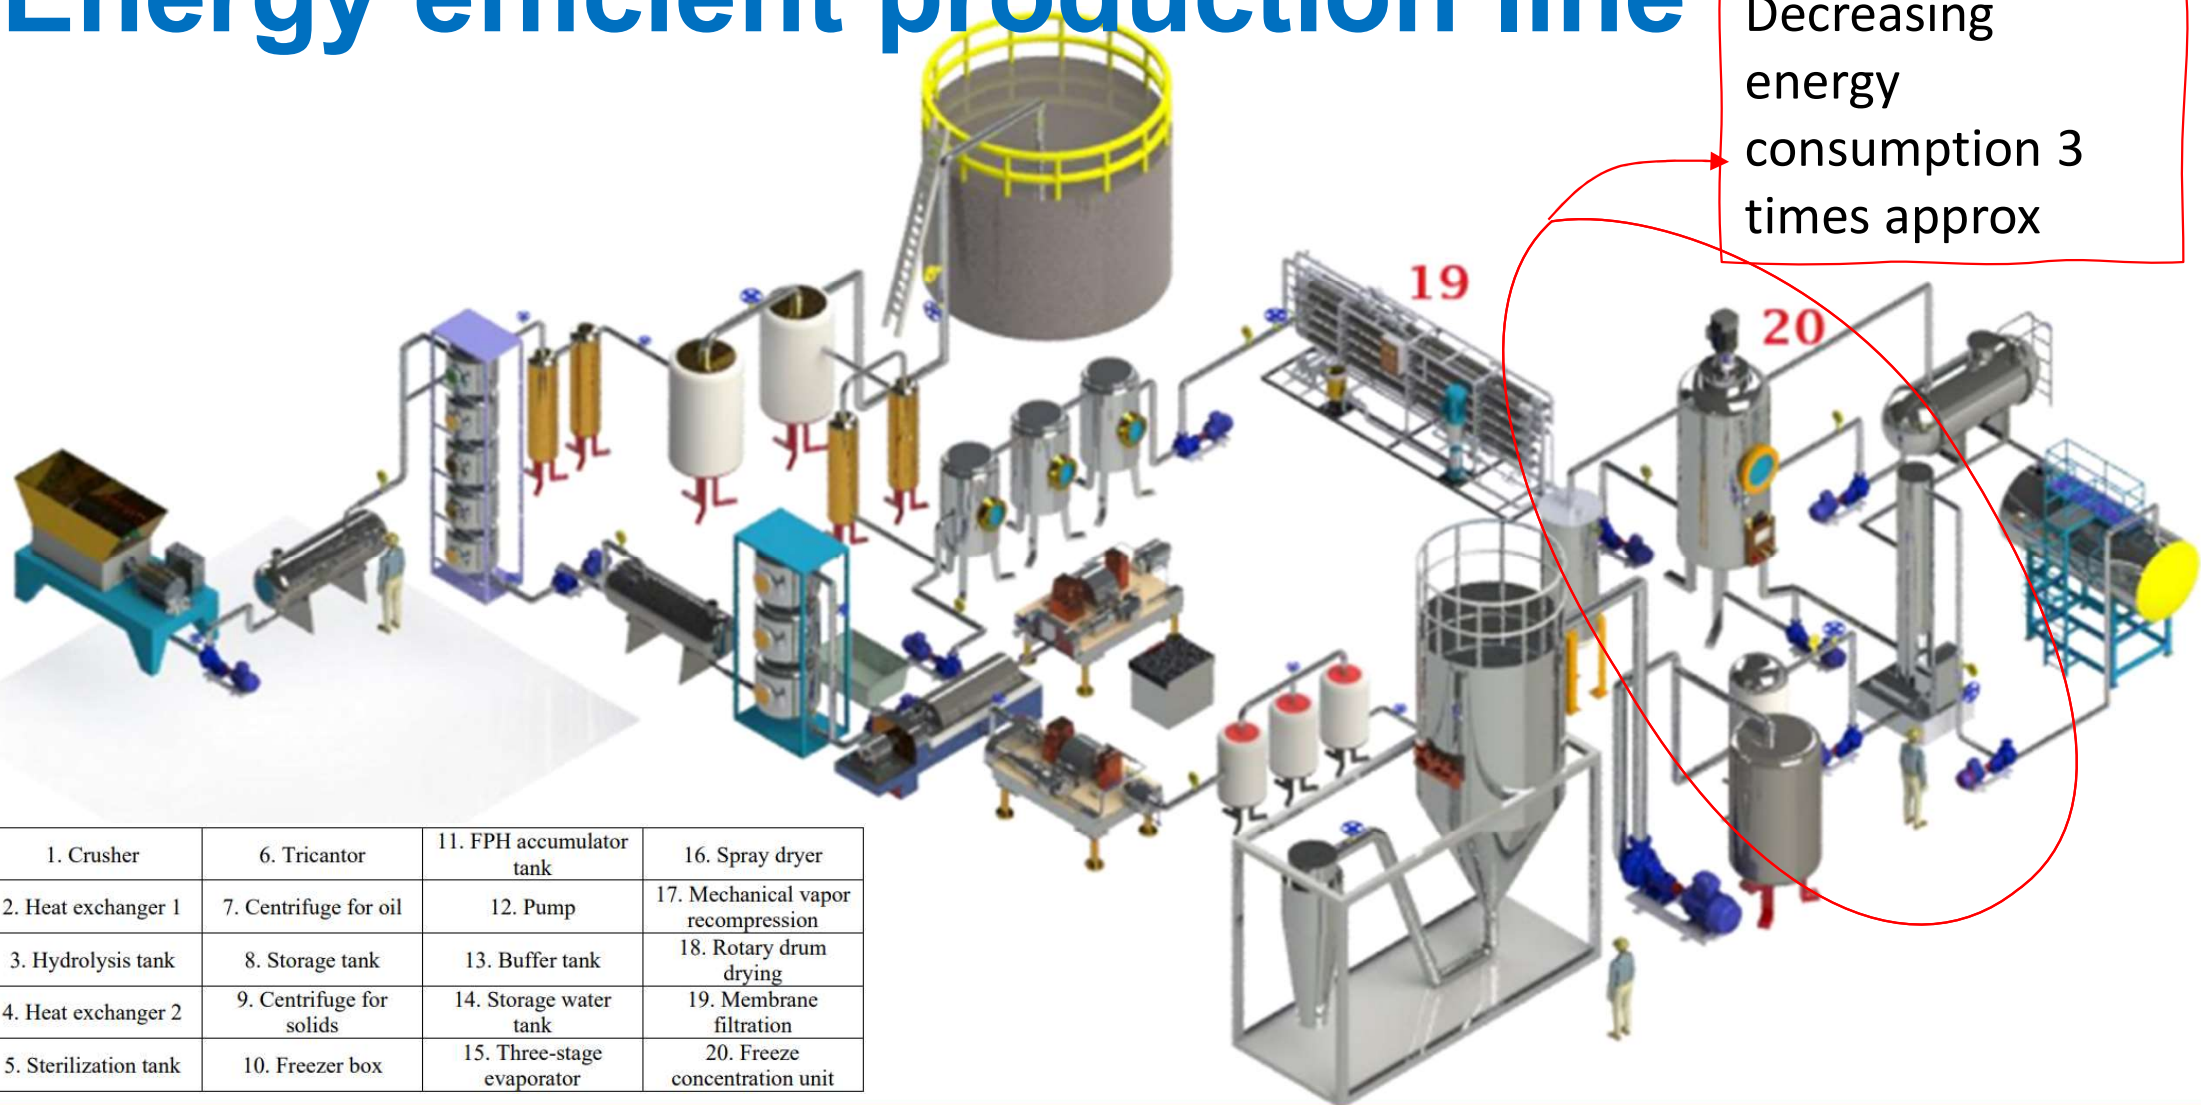 Energy efficient production line
Decreasing
energy
consumption 3
times approx
19
20
1. Crusher
6. Tricantor
11. FPH accumulator
tank
16. Spray dryer
2. Heat exchanger 1
7. Centrifuge for oil
12. Pump
17. Mechanical vapor
recompression
3. Hydrolysis tank
8. Storage tank
13. Buffer tank
18. Rotary drum
drying
4. Heat exchanger 2
9. Centrifuge for
solids
14. Storage water
tank
19. Membrane
filtration
5. Sterilization tank
10. Freezer box
15. Three-stage
evaporator
20. Freeze
concentration unit